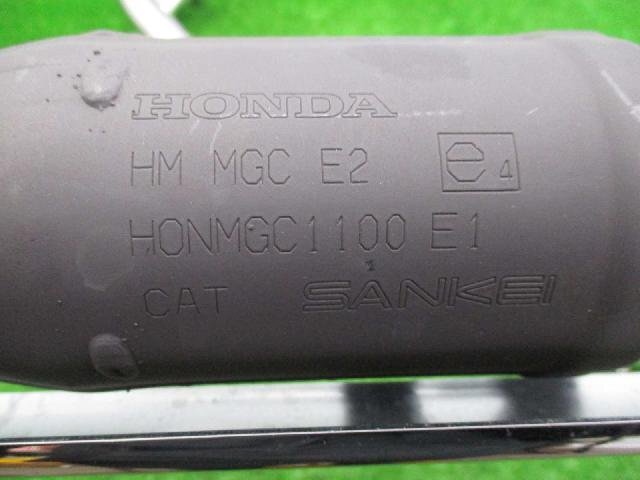 HONDA
HM MGC E2 e4
HONMGC1100 E1
CAT SANKEI